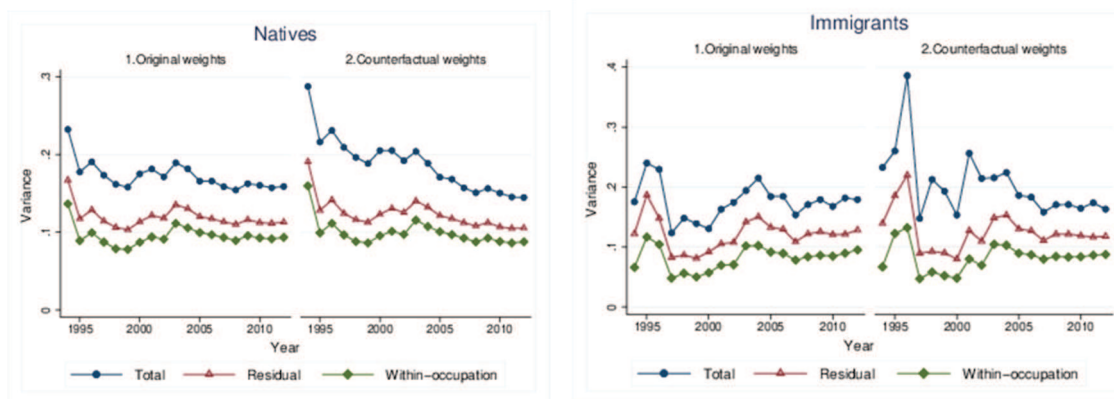 Natives
1.Original weights 2.Counterfactual weights
.3
.2
.1
0
Variance
1995 2000 2005 2010 1995 2000 2005 2010
Year
Total Residual Within-occupation
Immigrants
1.Original weights 2.Counterfactual weights
.4
.3
.2
.1
0
Variance
1995 2000 2005 2010 1995 2000 2005 2010
Year
Total Residual Within-occupation